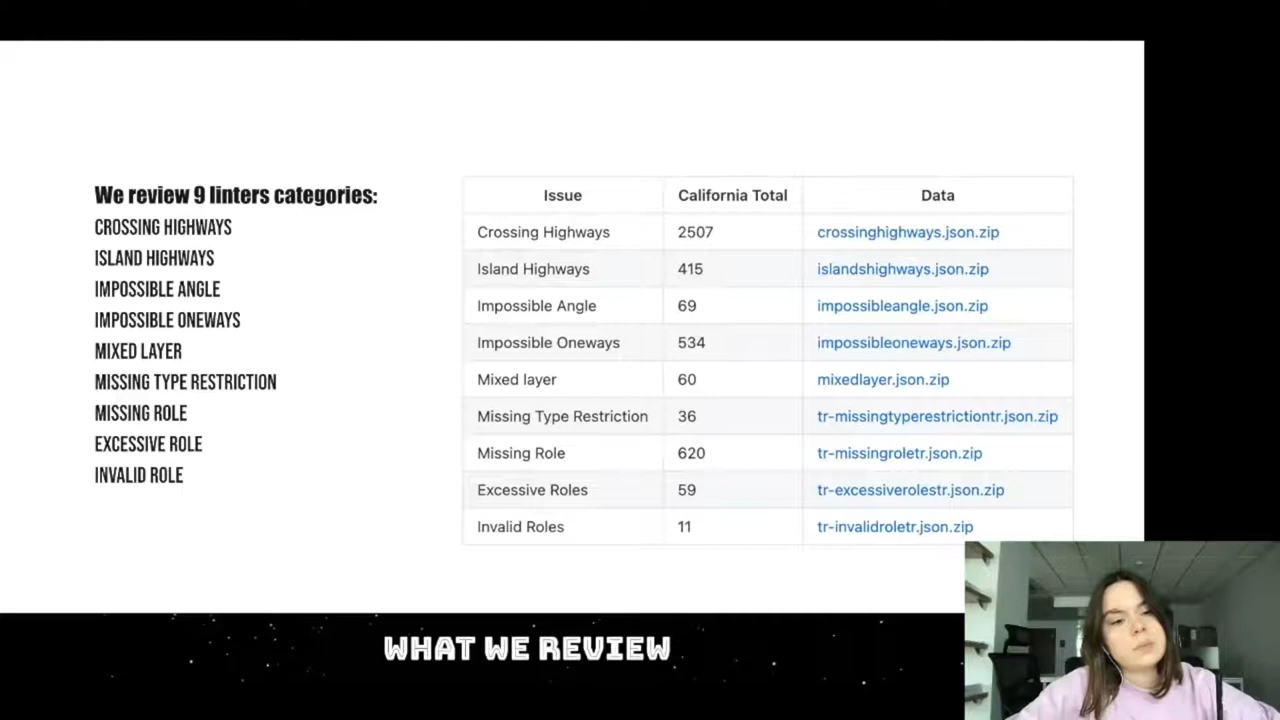 We review 9 linters categories:
CROSSING HIGHWAYS
ISLAND HIGHWAYS
IMPOSSIBLE ANGLE
IMPOSSIBLE ONEWAYS
MIXED LAYER
MISSING TYPE RESTRICTION
MISSING ROLE
EXCESSIVE ROLE
INVALID ROLE
Issue California Total Data
Crossing Highways 2507 crossinghighways.json.zip
Island Highways 415 islandshighways.json.zip
Impossible Angle 69 impossibleangle.json.zip
Impossible Oneways 534 impossibleoneways.json.zip
Mixed layer 60 mixedlayer.json.zip
Missing Type Restriction 36 tr-missingtyperestrictiontr.json.zip
Missing Role 620 tr-missingroletr.json.zip
Excessive Roles 59 tr-excessiverolestr.json.zip
Invalid Roles 11 tr-invalidroletr.json.zip
WHAT WE REVIEW